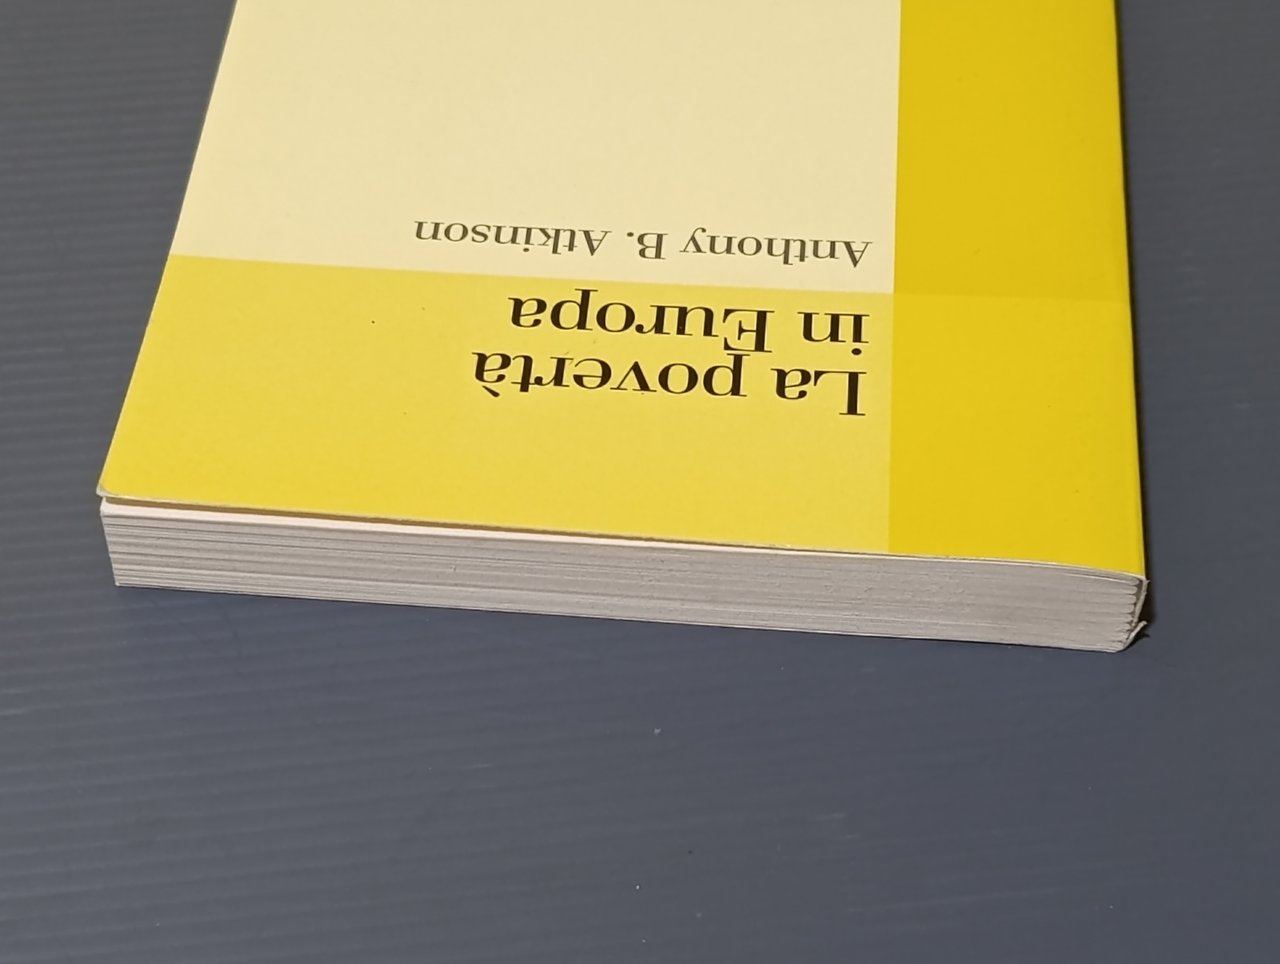 La povertà
in Europa
Anthony B. Atkinson